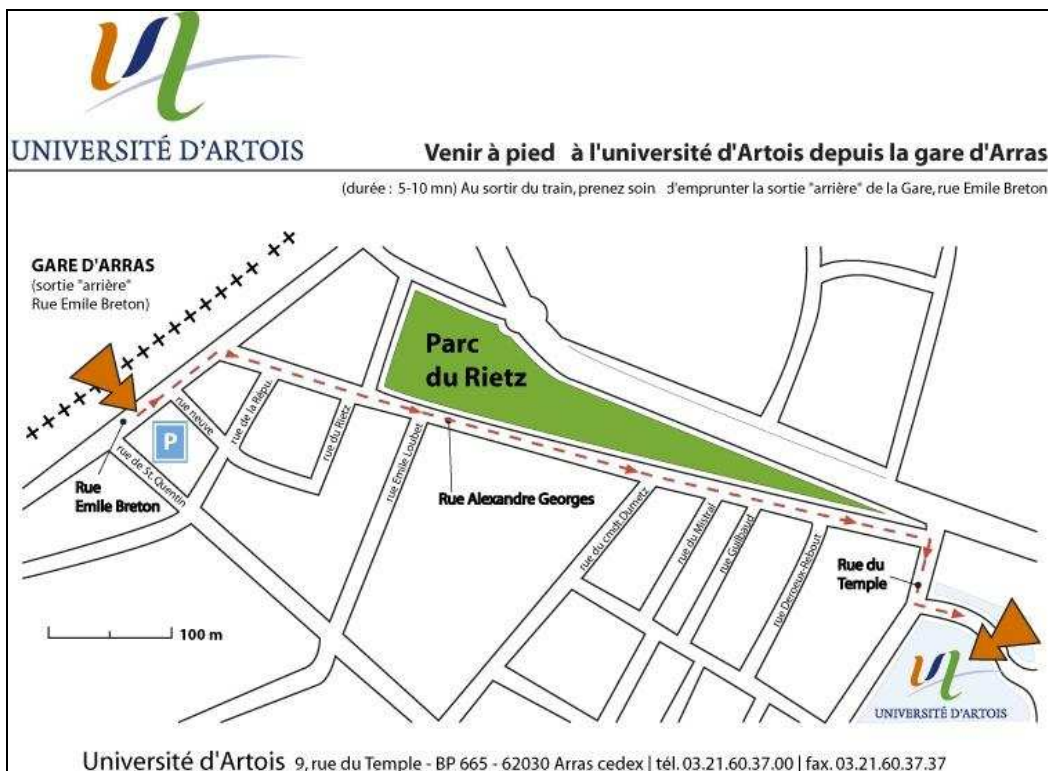 UNIVERSITÉ D'ARTOIS
Venir à pied à l'université d'Artois depuis la gare d'Arras
(durée : 5-10 mn) Au sortir du train, prenez soin d'emprunter la sortie "arrière" de la Gare, rue Emile Breton
GARE D'ARRAS
(sortie "arrière"
Rue Emile Breton)
Parc
du Rietz
rue neuve
rue de la Répu.
rue du Rietz
P
rue de St. Quentin
Rue
Emile Breton
rue Emile Loubet
Rue Alexandre Georges
rue du cmdt Dumetz
rue du Mistral
rue Guilbaud
rue Deroeux-Rebout
Rue du
Temple
100 m
UNIVERSITÉ D'ARTOIS
Université d'Artois 9, rue du Temple - BP 665 - 62030 Arras cedex | tél. 03.21.60.37.00 | fax. 03.21.60.37.37